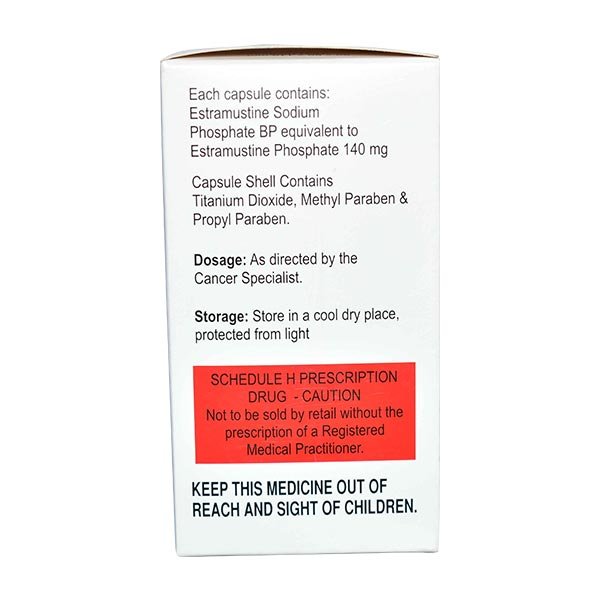 Each capsule contains:
Estramustine Sodium
Phosphate BP equivalent to
Estramustine Phosphate 140 mg
Capsule Shell Contains
Titanium Dioxide, Methyl Paraben &
Propyl Paraben.
Dosage: As directed by the
Cancer Specialist.
Storage: Store in a cool dry place,
protected from light
SCHEDULE H PRESCRIPTION
DRUG - CAUTION
Not to be sold by retail without the
prescription of a Registered
Medical Practitioner.
KEEP THIS MEDICINE OUT OF
REACH AND SIGHT OF CHILDREN.